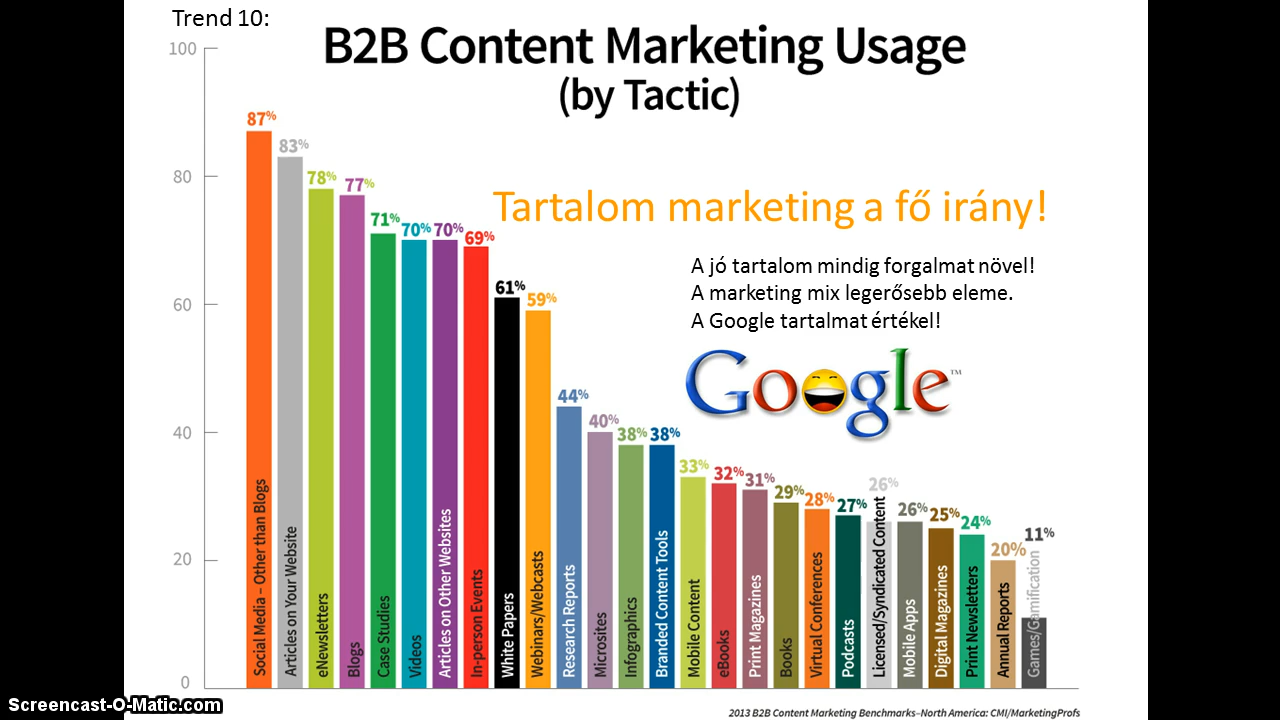 Trend 10:
B2B Content Marketing Usage
(by Tactic)
100
80
60
40
20
0
87%
83%
78%
77%
71%
70%
70%
69%
61%
59%
44%
40%
38%
38%
33%
32%
31%
29%
28%
27%
26%
26%
25%
24%
20%
11%
Tartalom marketing a fő irány!
A jó tartalom mindig forgalmat növel!
A marketing mix legerősebb eleme.
A Google tartalmat értékel!
Google™
Social Media – Other than Blogs
Articles on Your Website
eNewsletters
Blogs
Case Studies
Videos
Articles on Other Websites
In-person Events
White Papers
Webinars/Webcasts
Research Reports
Microsites
Infographics
Branded Content Tools
Mobile Content
eBooks
Print Magazines
Books
Virtual Conferences
Podcasts
Licensed/Syndicated Content
Mobile Apps
Digital Magazines
Print Newsletters
Annual Reports
Games/Gamification
2013 B2B Content Marketing Benchmarks–North America: CMI/MarketingProfs
Screencast-O-Matic.com